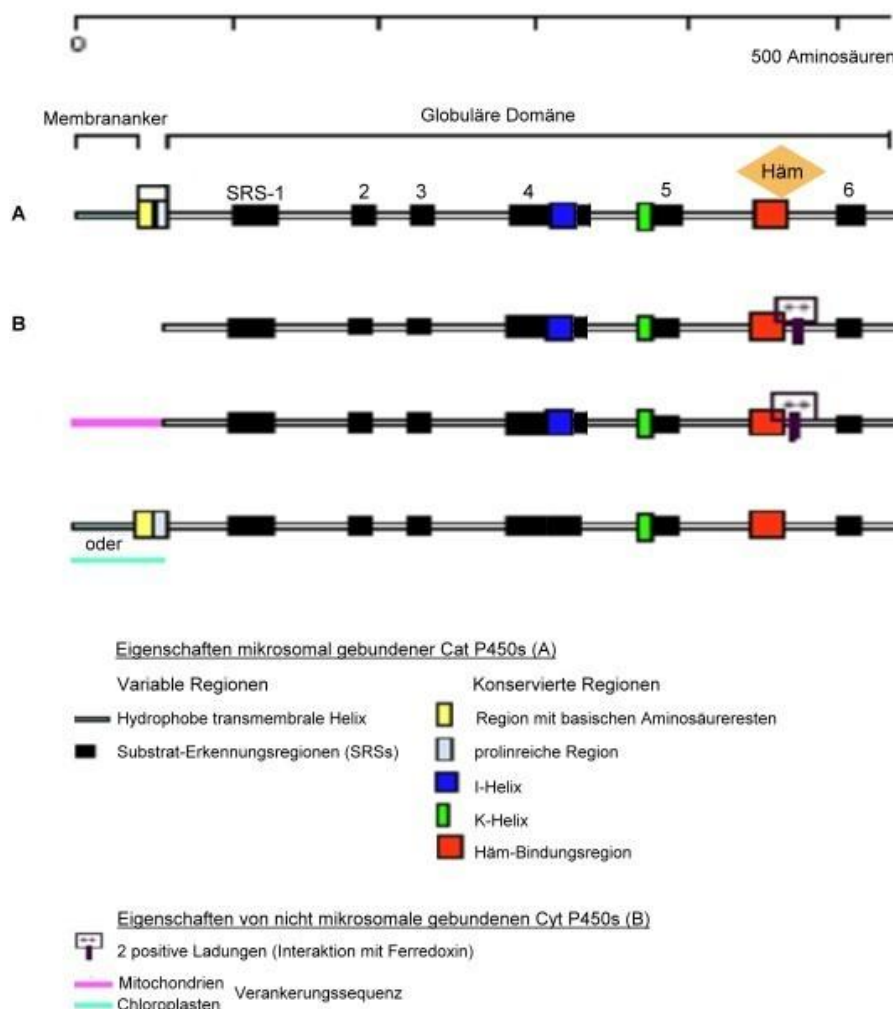 0
500 Aminosäuren
Membrananker
Globuläre Domäne
Häm
SRS-1
2
3
4
5
6
A
B
oder
Eigenschaften mikrosomal gebundener Cat P450s (A)
Variable Regionen
Konservierte Regionen
Hydrophobe transmembrale Helix
Region mit basischen Aminosäureresten
Substrat-Erkennungsregionen (SRSs)
prolinreiche Region
I-Helix
K-Helix
Häm-Bindungsregion
Eigenschaften von nicht mikrosomale gebundenen Cyt P450s (B)
2 positive Ladungen (Interaktion mit Ferredoxin)
Mitochondrien
Verankerungssequenz
Chloroplasten